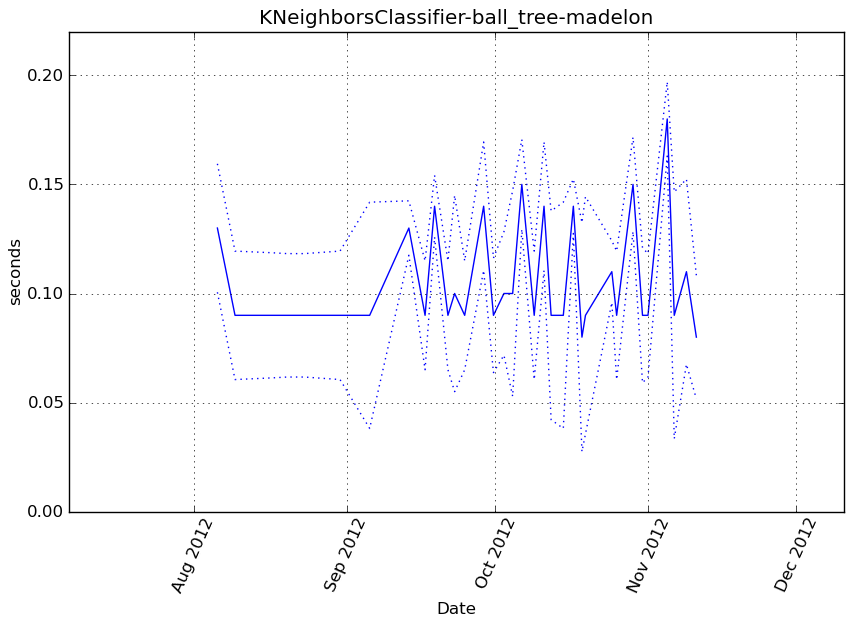 KNeighborsClassifier-ball_tree-madelon
0.20
0.15
0.10
0.05
0.00
seconds
Aug 2012
Sep 2012
Oct 2012
Nov 2012
Dec 2012
Date